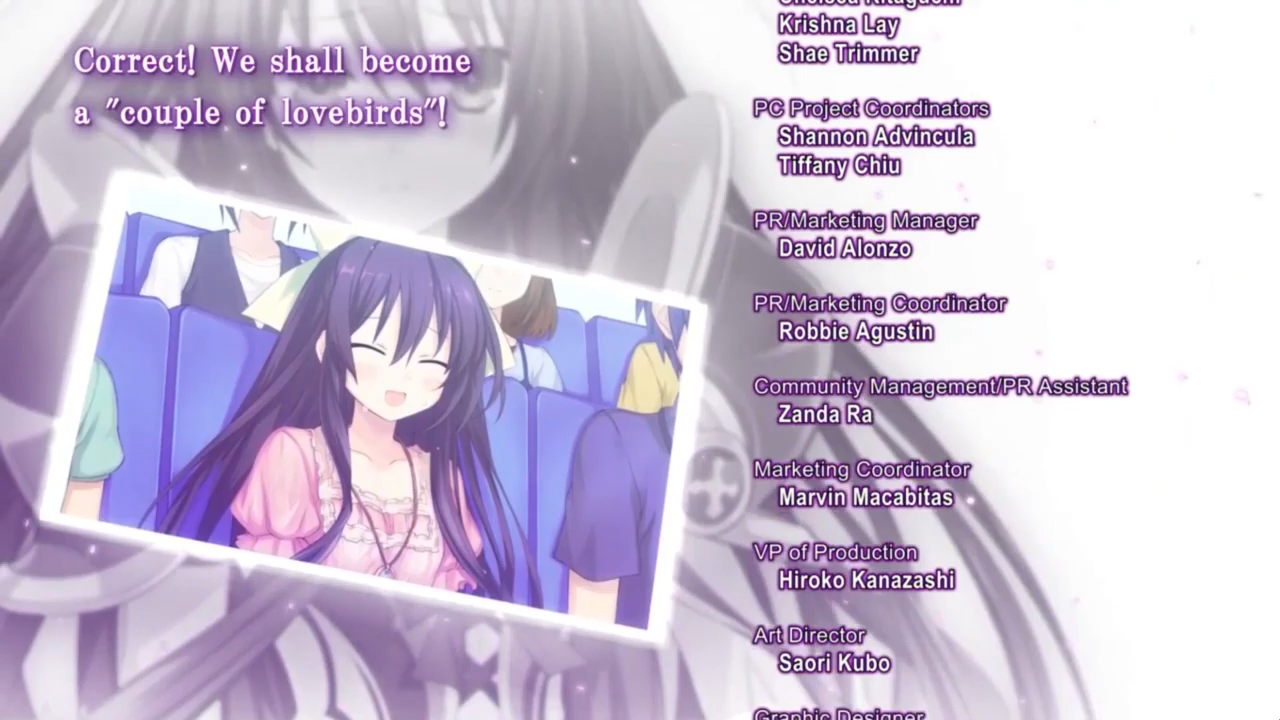 Correct! We shall become
a "couple of lovebirds"!
Krishna Lay
Shae Trimmer
PC Project Coordinators
Shannon Advincula
Tiffany Chiu
PR/Marketing Manager
David Alonzo
PR/Marketing Coordinator
Robbie Agustin
Community Management/PR Assistant
Zanda Ra
Marketing Coordinator
Marvin Macabitas
VP of Production
Hiroko Kanazashi
Art Director
Saori Kubo
Graphic Designer